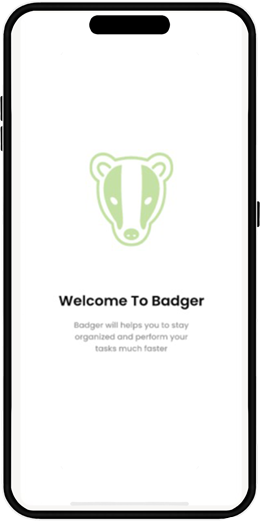 Welcome To Badger
Badger will helps you to stay
organized and perform your
tasks much faster